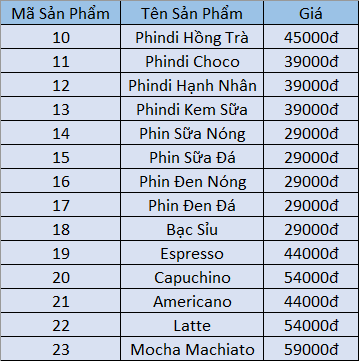 Mã Sản Phẩm Tên Sản Phẩm Giá
10 Phindi Hồng Trà 45000đ
11 Phindi Choco 39000đ
12 Phindi Hạnh Nhân 39000đ
13 Phindi Kem Sữa 39000đ
14 Phin Sữa Nóng 29000đ
15 Phin Sữa Đá 29000đ
16 Phin Đen Nóng 29000đ
17 Phin Đen Đá 29000đ
18 Bạc Sỉu 29000đ
19 Espresso 44000đ
20 Capuchino 54000đ
21 Americano 44000đ
22 Latte 54000đ
23 Mocha Machiato 59000đ